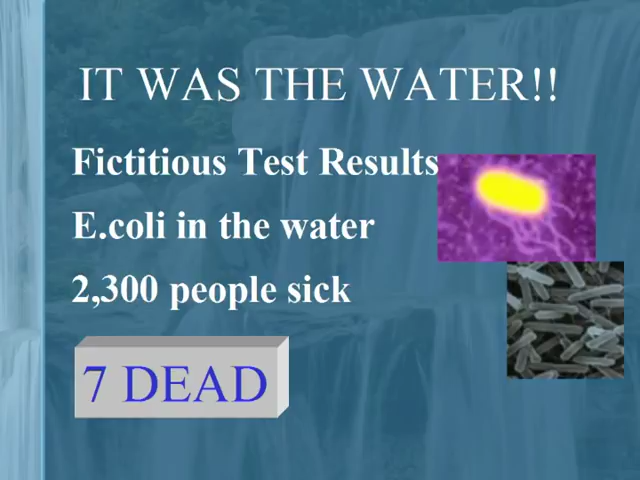 IT WAS THE WATER!!
Fictitious Test Results
E.coli in the water
2,300 people sick
7 DEAD